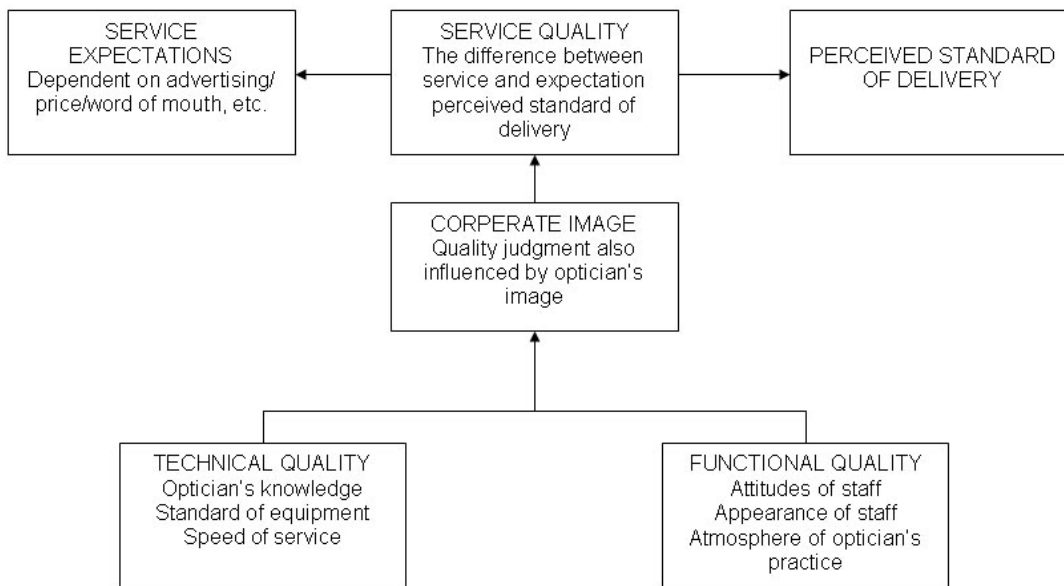 SERVICE
EXPECTATIONS
Dependent on advertising/
price/word of mouth, etc.
SERVICE QUALITY
The difference between
service and expectation
perceived standard of
delivery
PERCEIVED STANDARD
OF DELIVERY
CORPERATE IMAGE
Quality judgment also
influenced by optician's
image
TECHNICAL QUALITY
Optician's knowledge
Standard of equipment
Speed of service
FUNCTIONAL QUALITY
Attitudes of staff
Appearance of staff
Atmosphere of optician's
practice